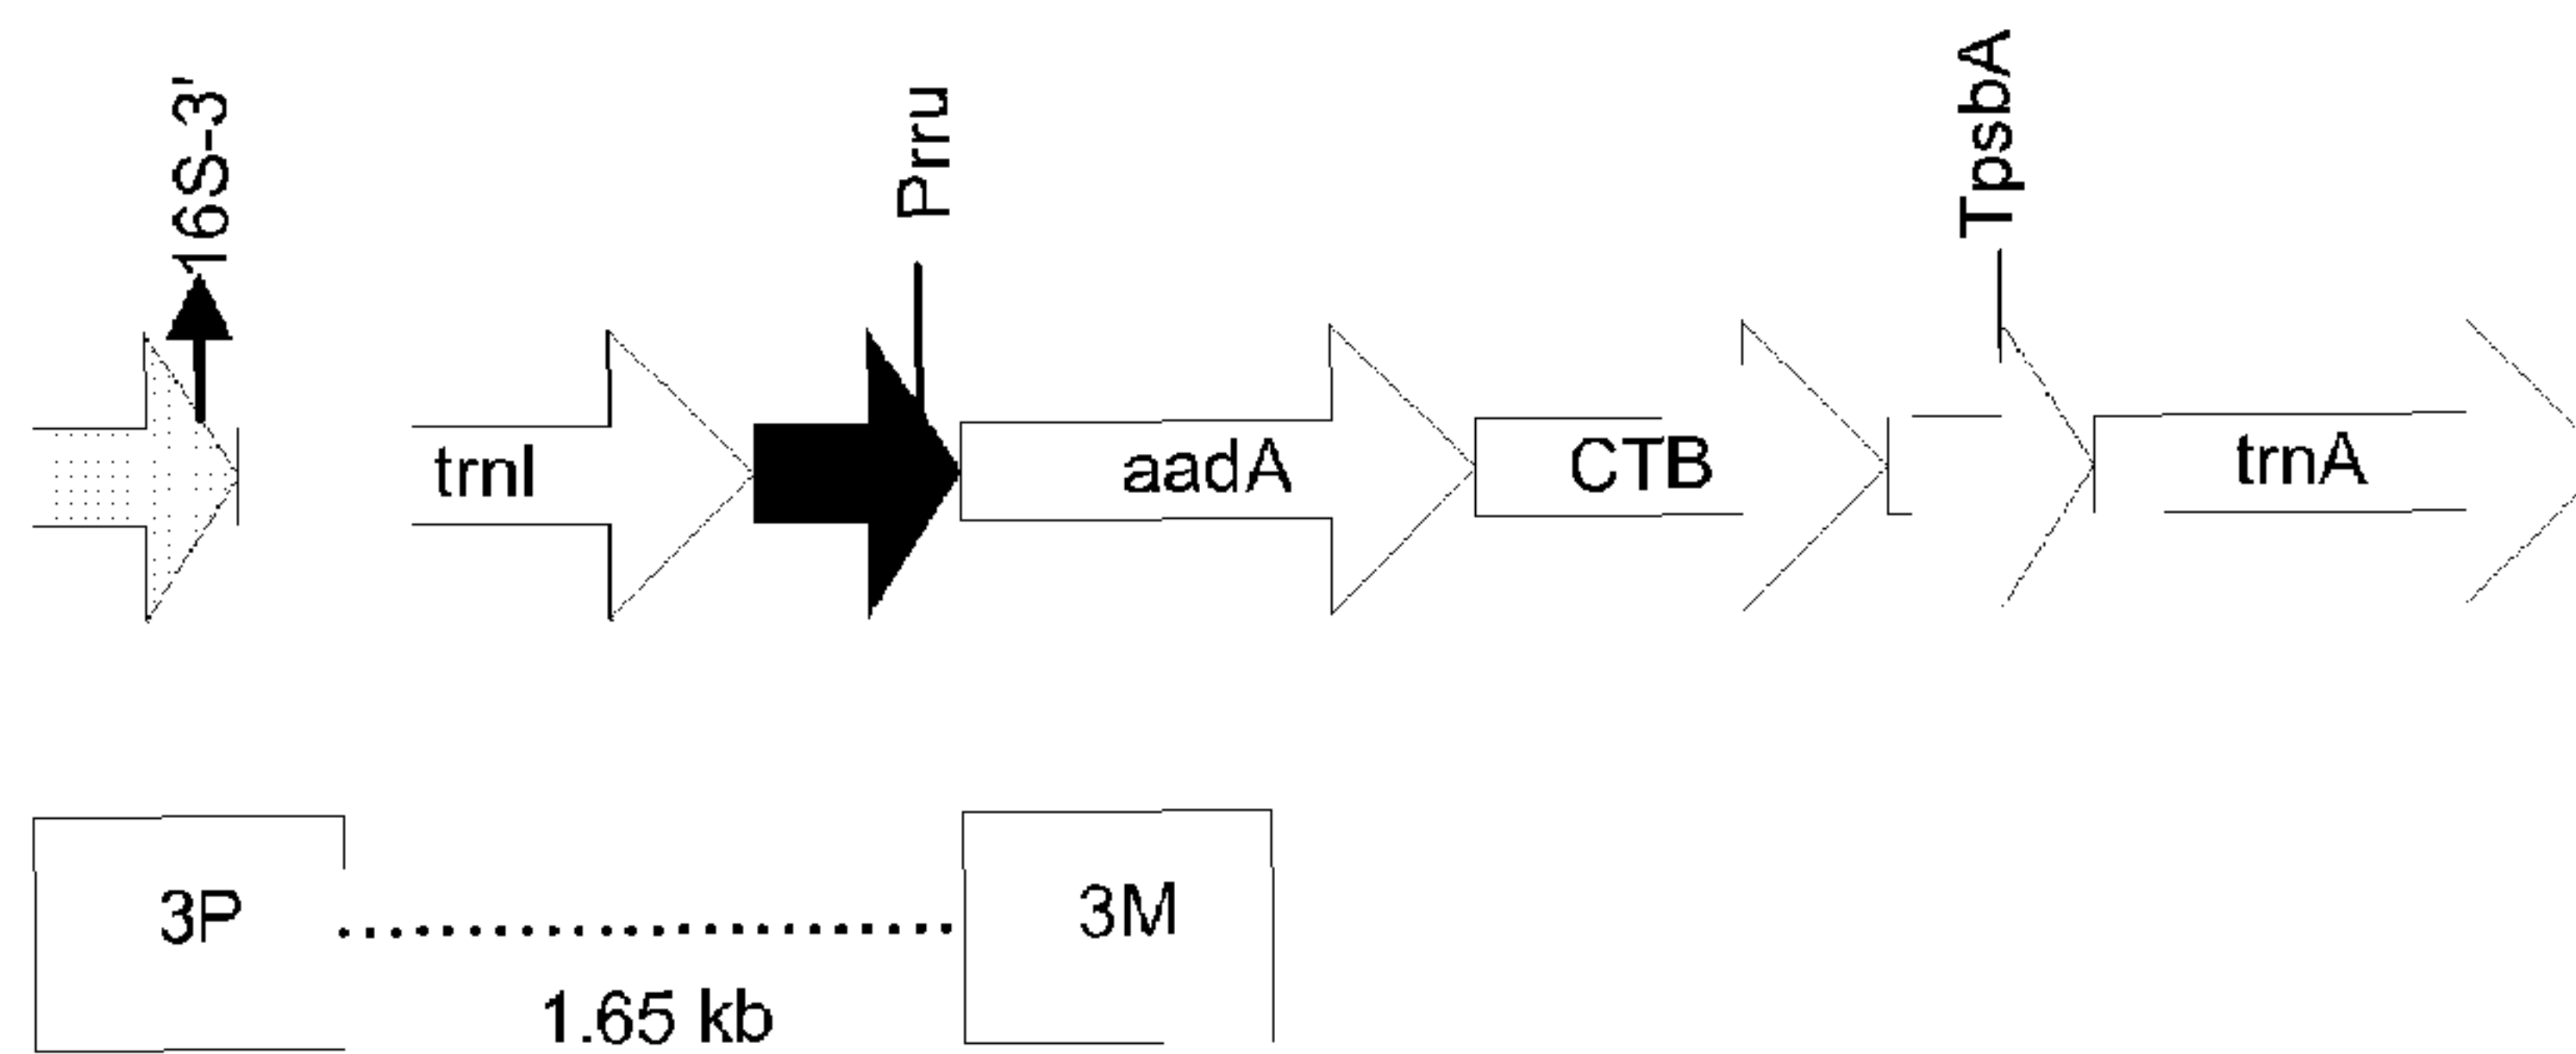 16S-3'
Prru
TpsbA
trnI
aadA
CTB
trnA
3P
3M
1.65 kb